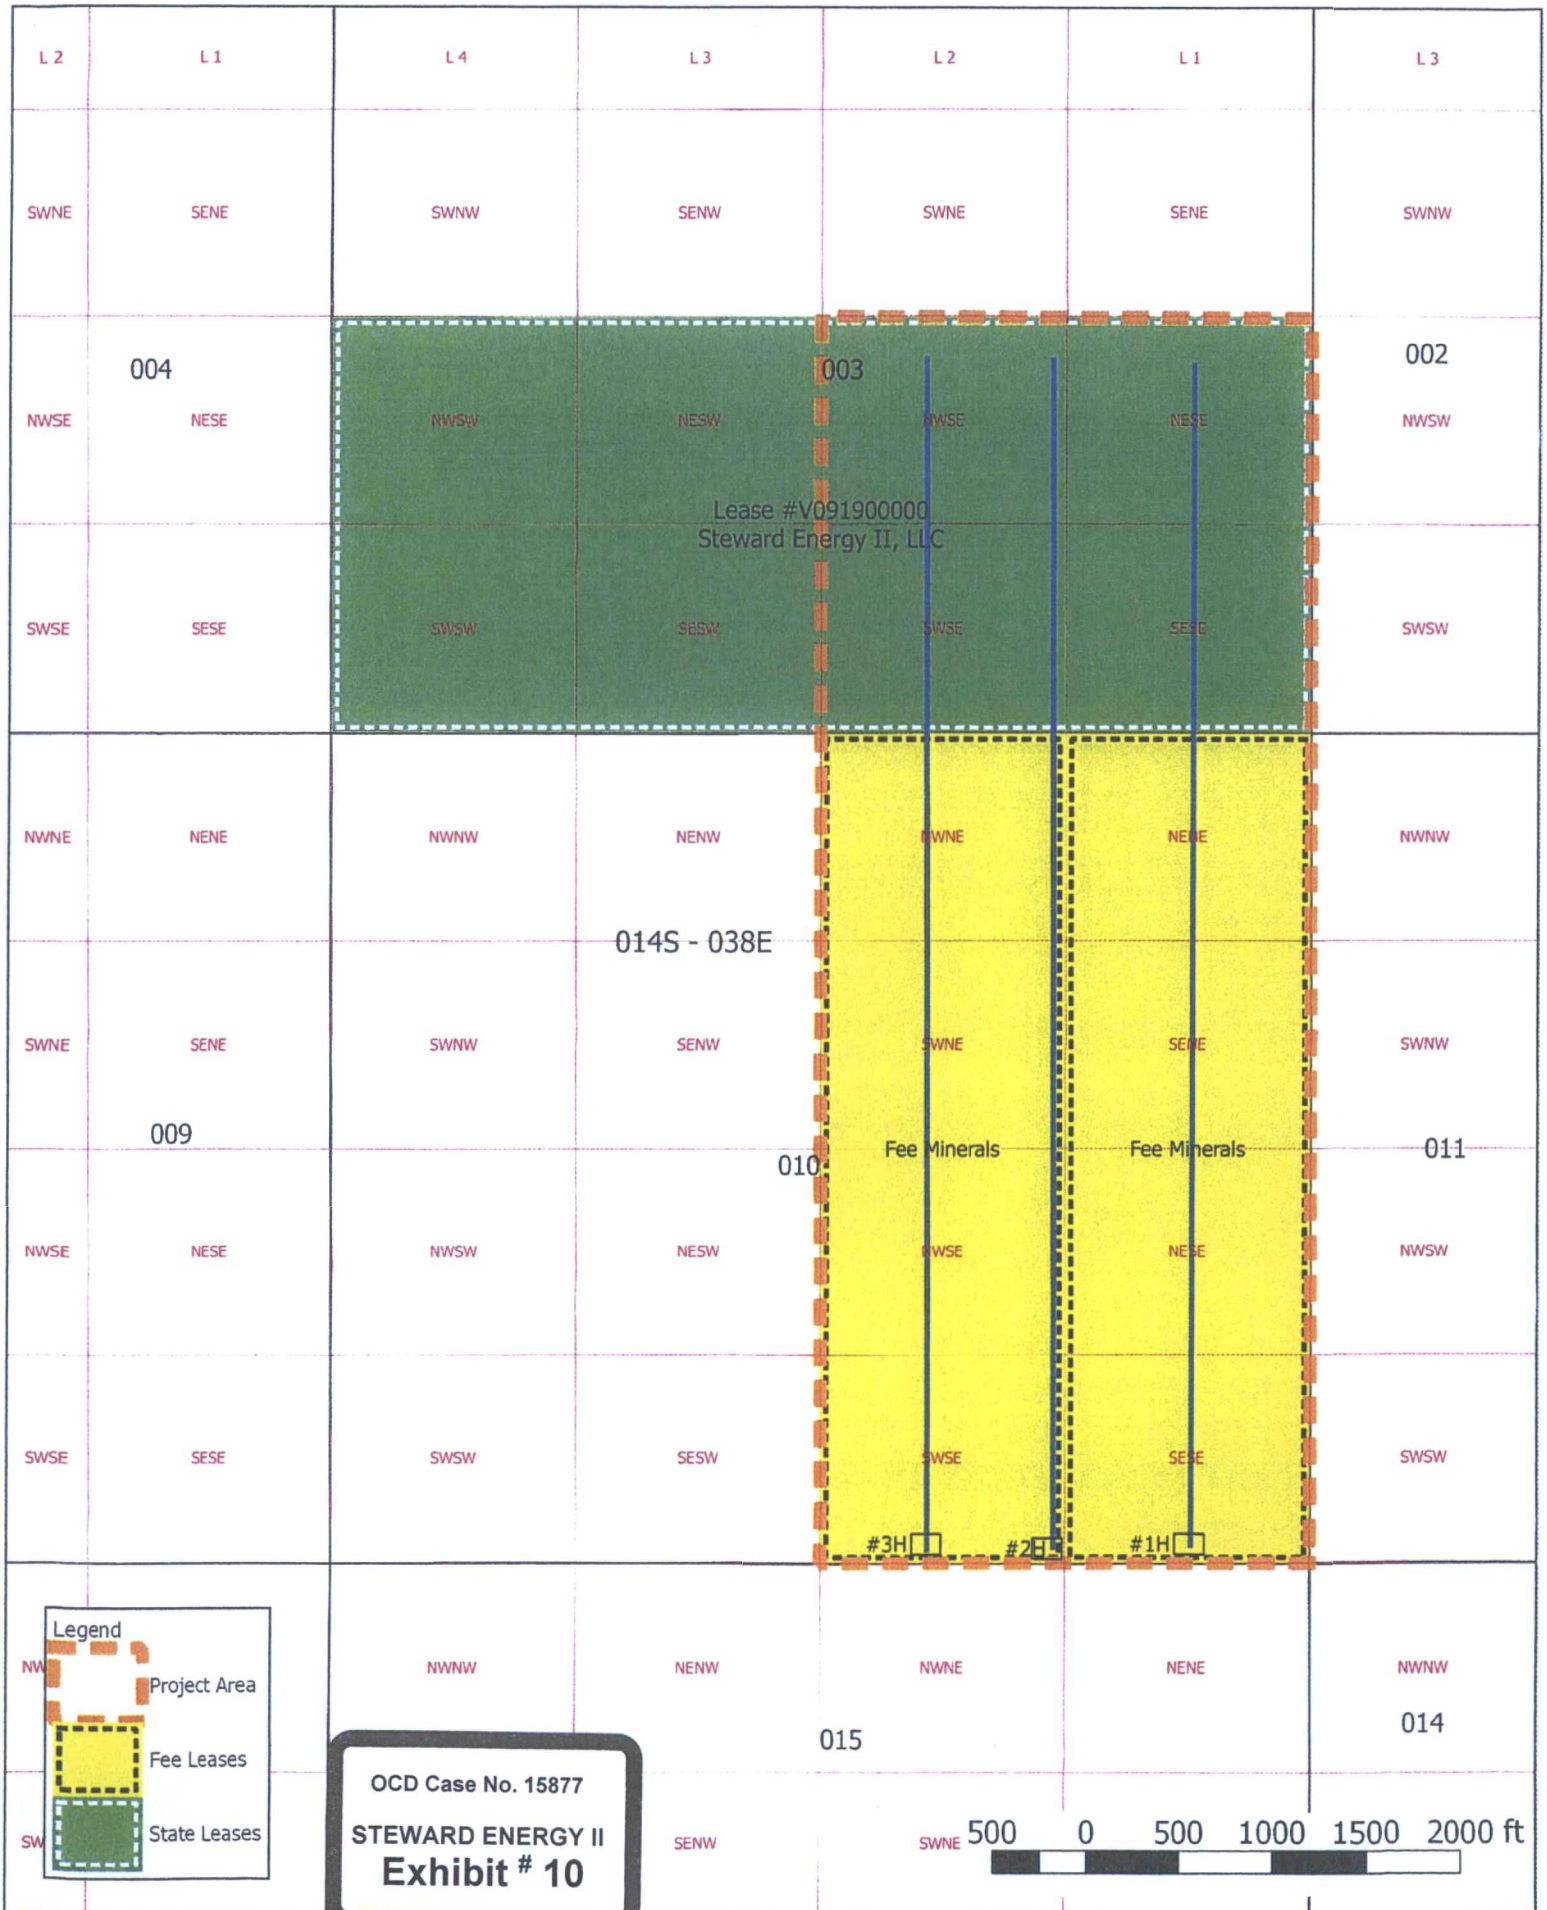 L 2 L 1 L 4 L 3 L 2 L 1 L 3
SWNE SENE SWNW SENW SWNE SENE SWNW
004 003 002
NWSE NESE NWSW NESW NWSE NESE NWSW
Lease #V091900000
Steward Energy II, LLC
SWSE SESE SWSW SESW SWSE SESE SWSW
NWNE NENE NWNW NENW NWNE NENE NWNW
014S - 038E
SWNE SENE SWNW SENW SWNE SENE SWNW
009 010 Fee Minerals Fee Minerals 011
NWSE NESE NWSW NESW NWSE NESE NWSW
SWSE SESE SWSW SESW SWSE SESE SWSW
#3H #2H #1H
Legend
NW NWNW NENW NWNE NENE NWNW
Project Area
015 014
Fee Leases
OCD Case No. 15877
State Leases
STEWARD ENERGY II
SW SENW SWNE
500 0 500 1000 1500 2000 ft
Exhibit # 10